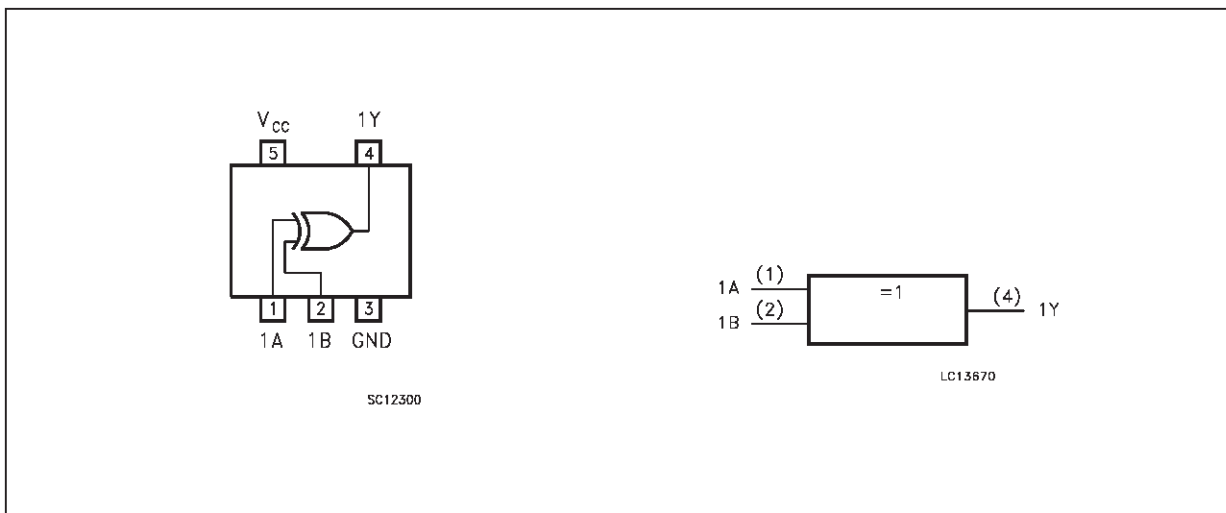 VCC 1Y
5 4
1 2 3
1A 1B GND
SC12300
1A (1)
1B (2)
=1
(4) 1Y
LC13670